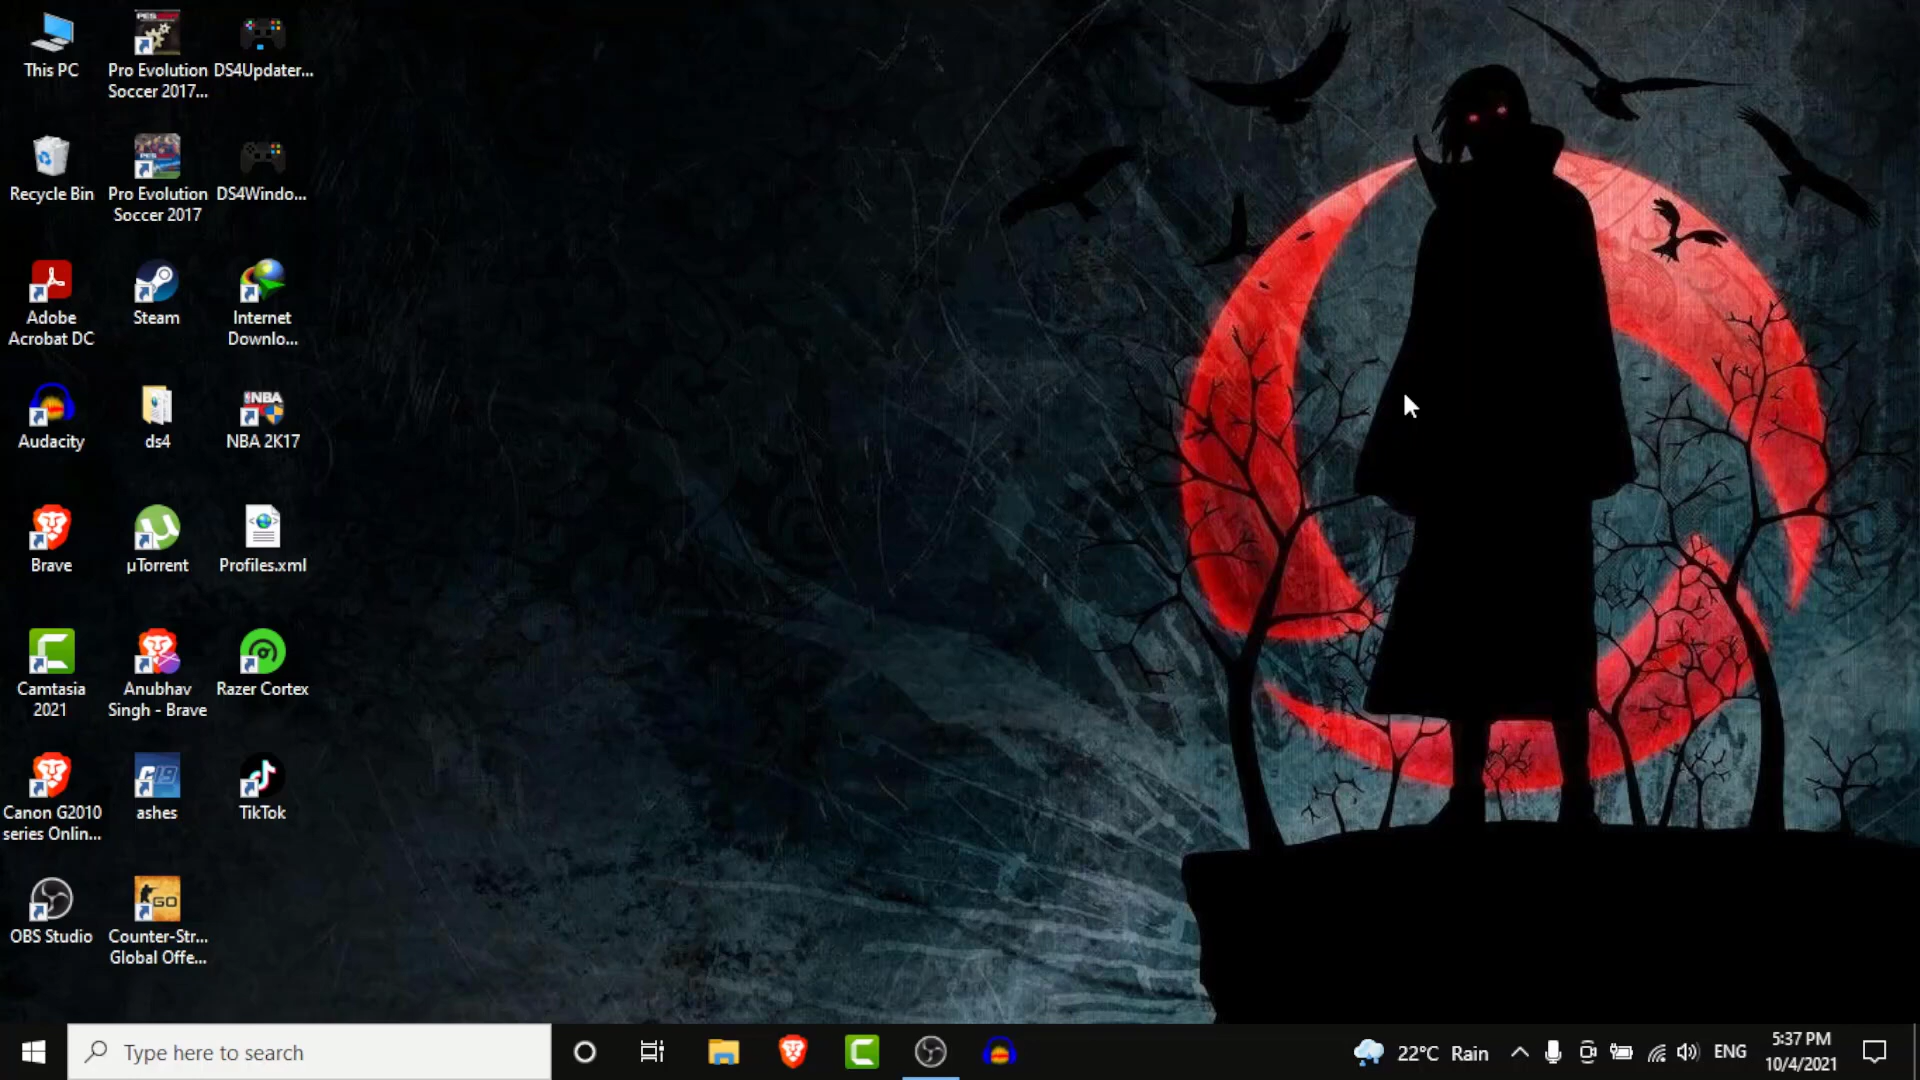 This PC
Pro Evolution
Soccer 2017...
DS4Updater...
Recycle Bin
Pro Evolution
Soccer 2017
DS4Windo...
Adobe
Acrobat DC
Steam
Internet
Downlo...
Audacity
ds4
NBA
NBA 2K17
Brave
µTorrent
Profiles.xml
Camtasia
2021
Anubhav
Singh - Brave
Razer Cortex
Canon G2010
series Onlin...
ashes
TikTok
OBS Studio
GO
Counter-Str...
Global Offe...
Type here to search
22°C Rain
ENG
5:37 PM
10/4/2021